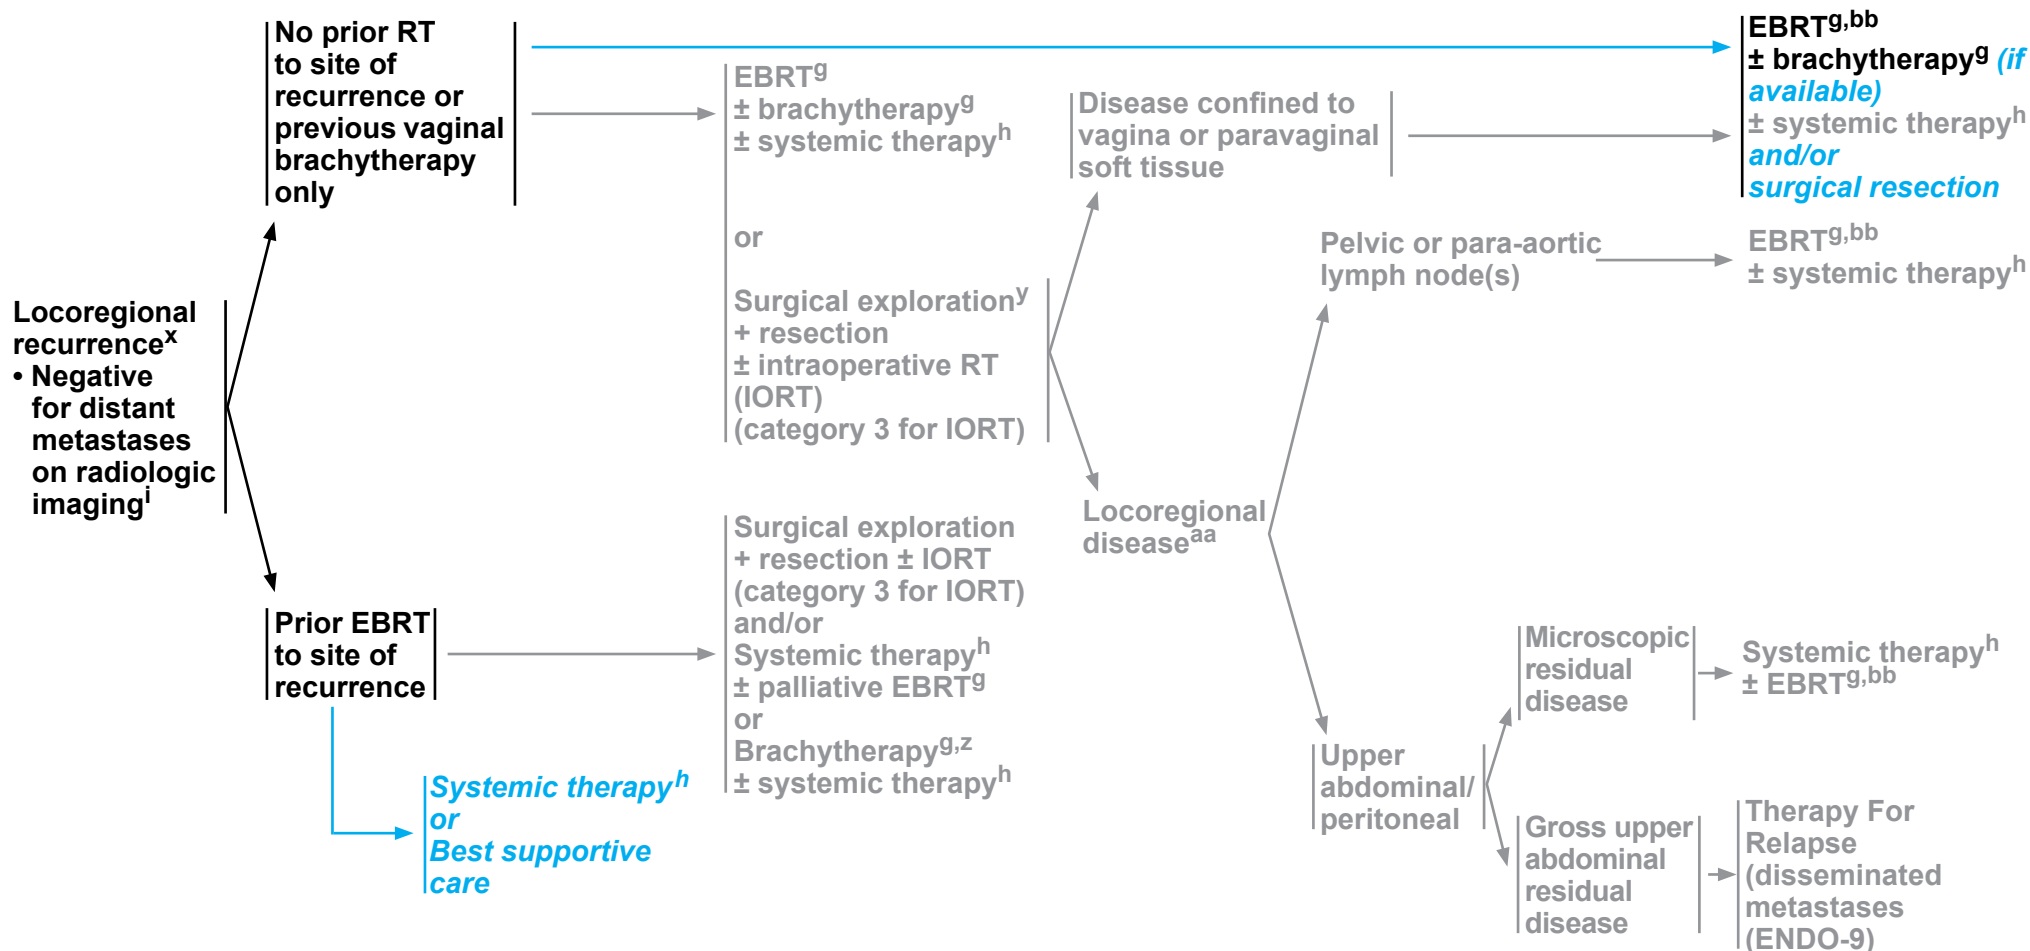 Locoregional
recurrencex
• Negative
for distant
metastases
on radiologic
imagingi
No prior RT
to site of
recurrence or
previous vaginal
brachytherapy
only
Prior EBRT
to site of
recurrence
Systemic therapyh
or
Best supportive
care
EBRTg
± brachytherapyg
± systemic therapyh
or
Surgical explorationy
+ resection
± intraoperative RT
(IORT)
(category 3 for IORT)
Surgical exploration
+ resection ± IORT
(category 3 for IORT)
and/or
Systemic therapyh
± palliative EBRTg
or
Brachytherapyg,z
± systemic therapyh
Disease confined to
vagina or paravaginal
soft tissue
Locoregional
diseaseaa
Pelvic or para-aortic
lymph node(s)
Upper
abdominal/
peritoneal
Microscopic
residual
disease
Gross upper
abdominal
residual
disease
EBRTg,bb
± brachytherapyg (if
available)
± systemic therapyh
and/or
surgical resection
EBRTg,bb
± systemic therapyh
Systemic therapyh
± EBRTg,bb
Therapy For
Relapse
(disseminated
metastases
(ENDO-9)